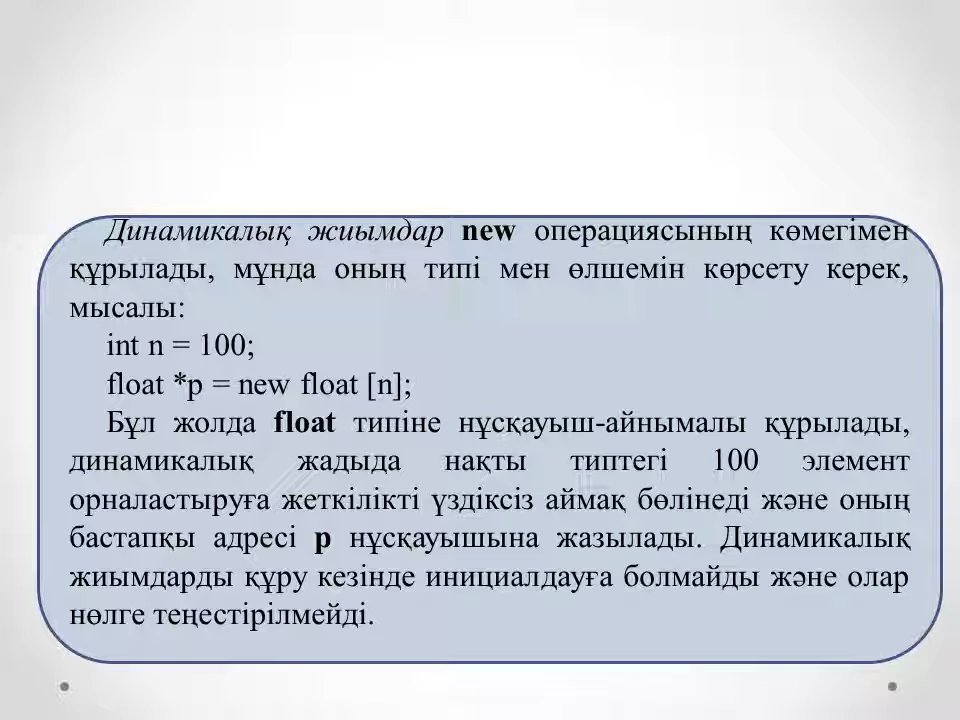 Динамикалық жиымдар new операциясының көмегімен
құрылады, мұнда оның типі мен өлшемін көрсету керек,
мысалы:
int n = 100;
float *p = new float [n];
Бұл жолда float типіне нұсқауыш-айнымалы құрылады,
динамикалық жадыда нақты типтегі 100 элемент
орналастыруға жеткілікті үздіксіз аймақ бөлінеді және оның
бастапқы адресі p нұсқауышына жазылады. Динамикалық
жиымдарды құру кезінде инициалдауға болмайды және олар
нөлге теңестірілмейді.